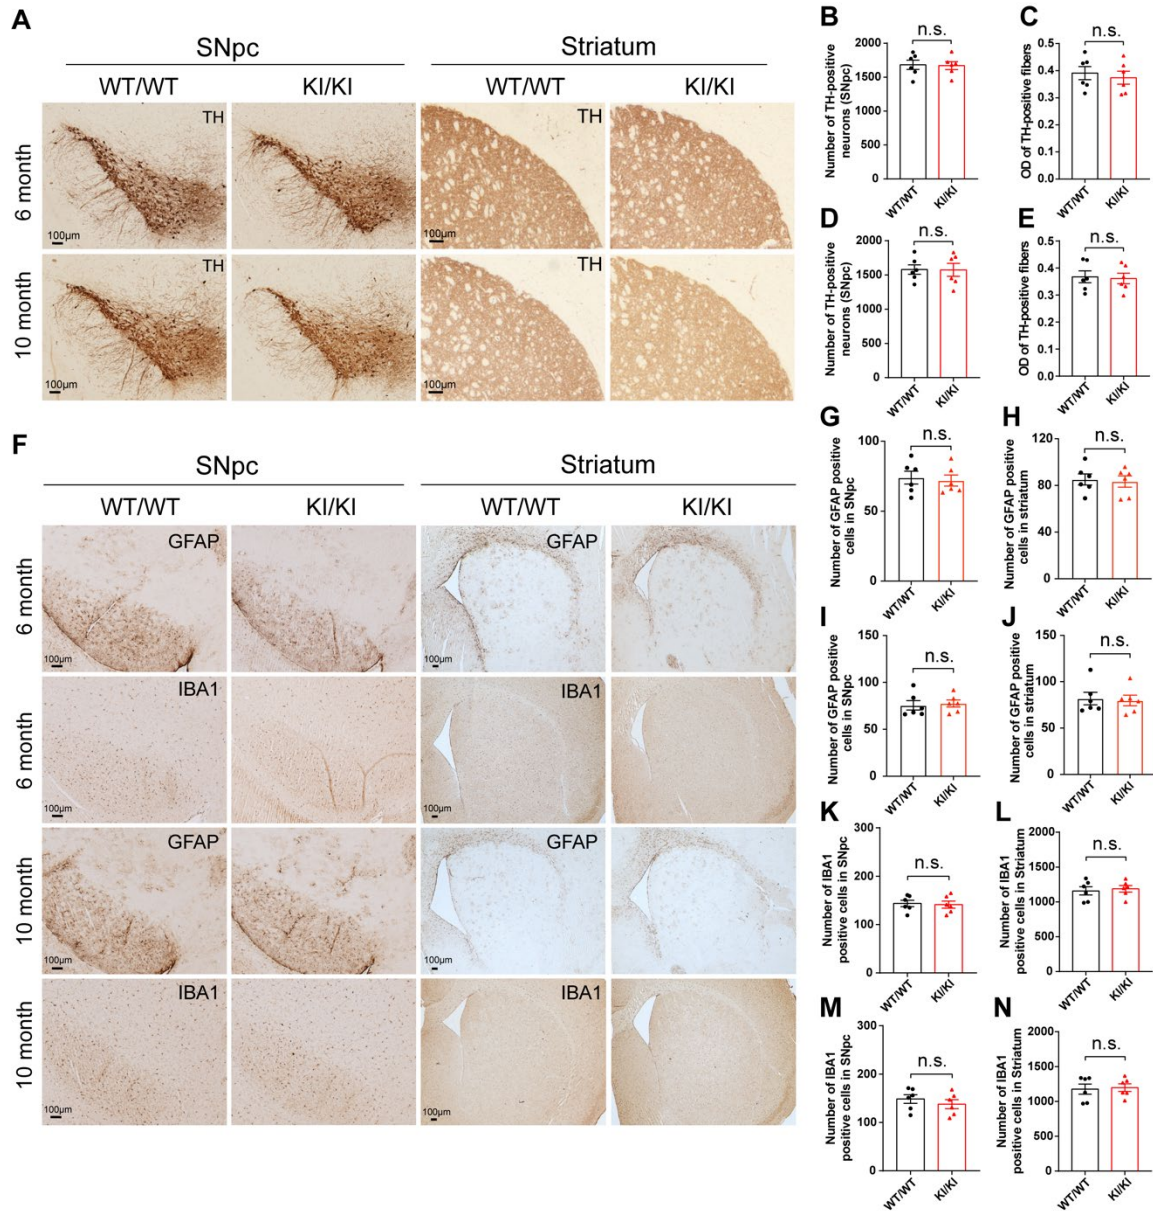 A
SNpc
Striatum
WT/WT
KI/KI
WT/WT
KI/KI
6 month
TH
TH
100μm
100μm
10 month
TH
TH
100μm
100μm
B
n.s.
Number of TH-positive
neurons (SNpc)
2000
1500
1000
500
0
WT/WT
KI/KI
C
n.s.
OD of TH-positive fibers
0.5
0.4
0.3
0.2
0.1
0.0
WT/WT
KI/KI
D
n.s.
Number of TH-positive
neurons (SNpc)
2000
1500
1000
500
0
WT/WT
KI/KI
E
n.s.
OD of TH-positive fibers
0.5
0.4
0.3
0.2
0.1
0.0
WT/WT
KI/KI
F
SNpc
Striatum
WT/WT
KI/KI
WT/WT
KI/KI
6 month
GFAP
GFAP
100μm
100μm
6 month
IBA1
IBA1
100μm
100μm
10 month
GFAP
GFAP
100μm
100μm
10 month
IBA1
IBA1
100μm
100μm
G
n.s.
Number of GFAP positive
cells in SNpc
100
50
0
WT/WT
KI/KI
H
n.s.
Number of GFAP positive
cells in striatum
120
80
40
0
WT/WT
KI/KI
I
n.s.
Number of GFAP positive
cells in SNpc
150
100
50
0
WT/WT
KI/KI
J
n.s.
Number of GFAP positive
cells in striatum
150
100
50
0
WT/WT
KI/KI
K
n.s.
Number of IBA1
positive cells in SNpc
300
150
0
WT/WT
KI/KI
L
n.s.
Number of IBA1
positive cells in Striatum
2000
1500
1000
500
0
WT/WT
KI/KI
M
n.s.
Number of IBA1
positive cells in SNpc
300
150
0
WT/WT
KI/KI
N
n.s.
Number of IBA1
positive cells in Striatum
2000
1500
1000
500
0
WT/WT
KI/KI